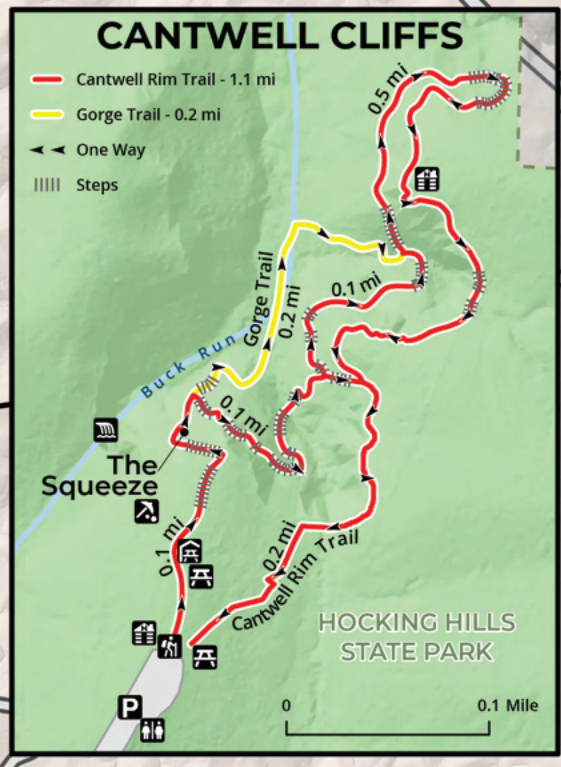 CANTWELL CLIFFS
Cantwell Rim Trail - 1.1 mi
Gorge Trail - 0.2 mi
One Way
Steps
0.5 mi
Gorge Trail
0.2 mi
0.1 mi
Buck Run
0.1 mi
The
Squeeze
0.1 mi
0.2 mi
Cantwell Rim Trail
HOCKING HILLS
STATE PARK
P
0
0.1 Mile